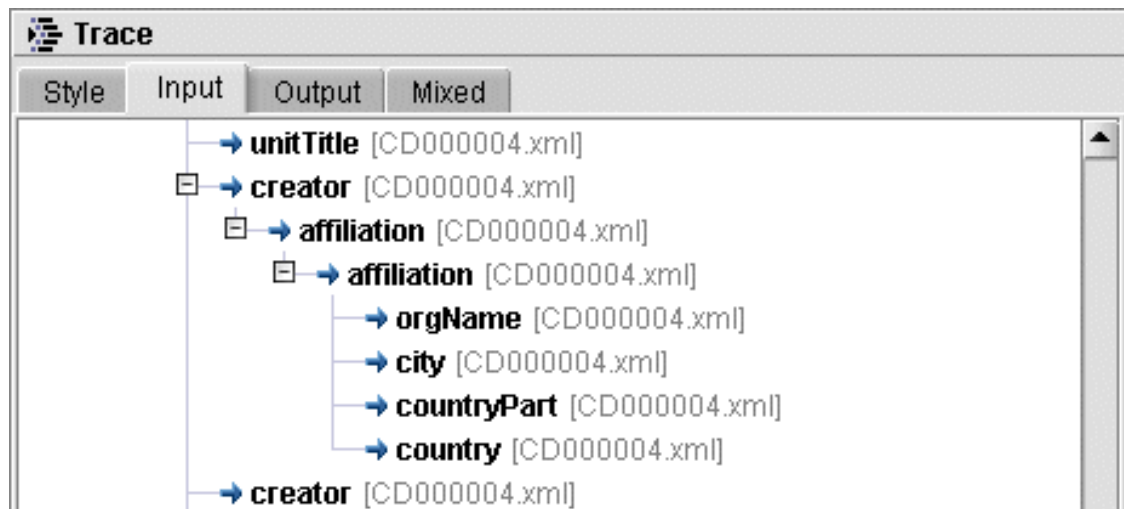 Trace
Style Input Output Mixed
unitTitle [CD000004.xml]
creator [CD000004.xml]
affiliation [CD000004.xml]
affiliation [CD000004.xml]
orgName [CD000004.xml]
city [CD000004.xml]
countryPart [CD000004.xml]
country [CD000004.xml]
creator [CD000004.xml]